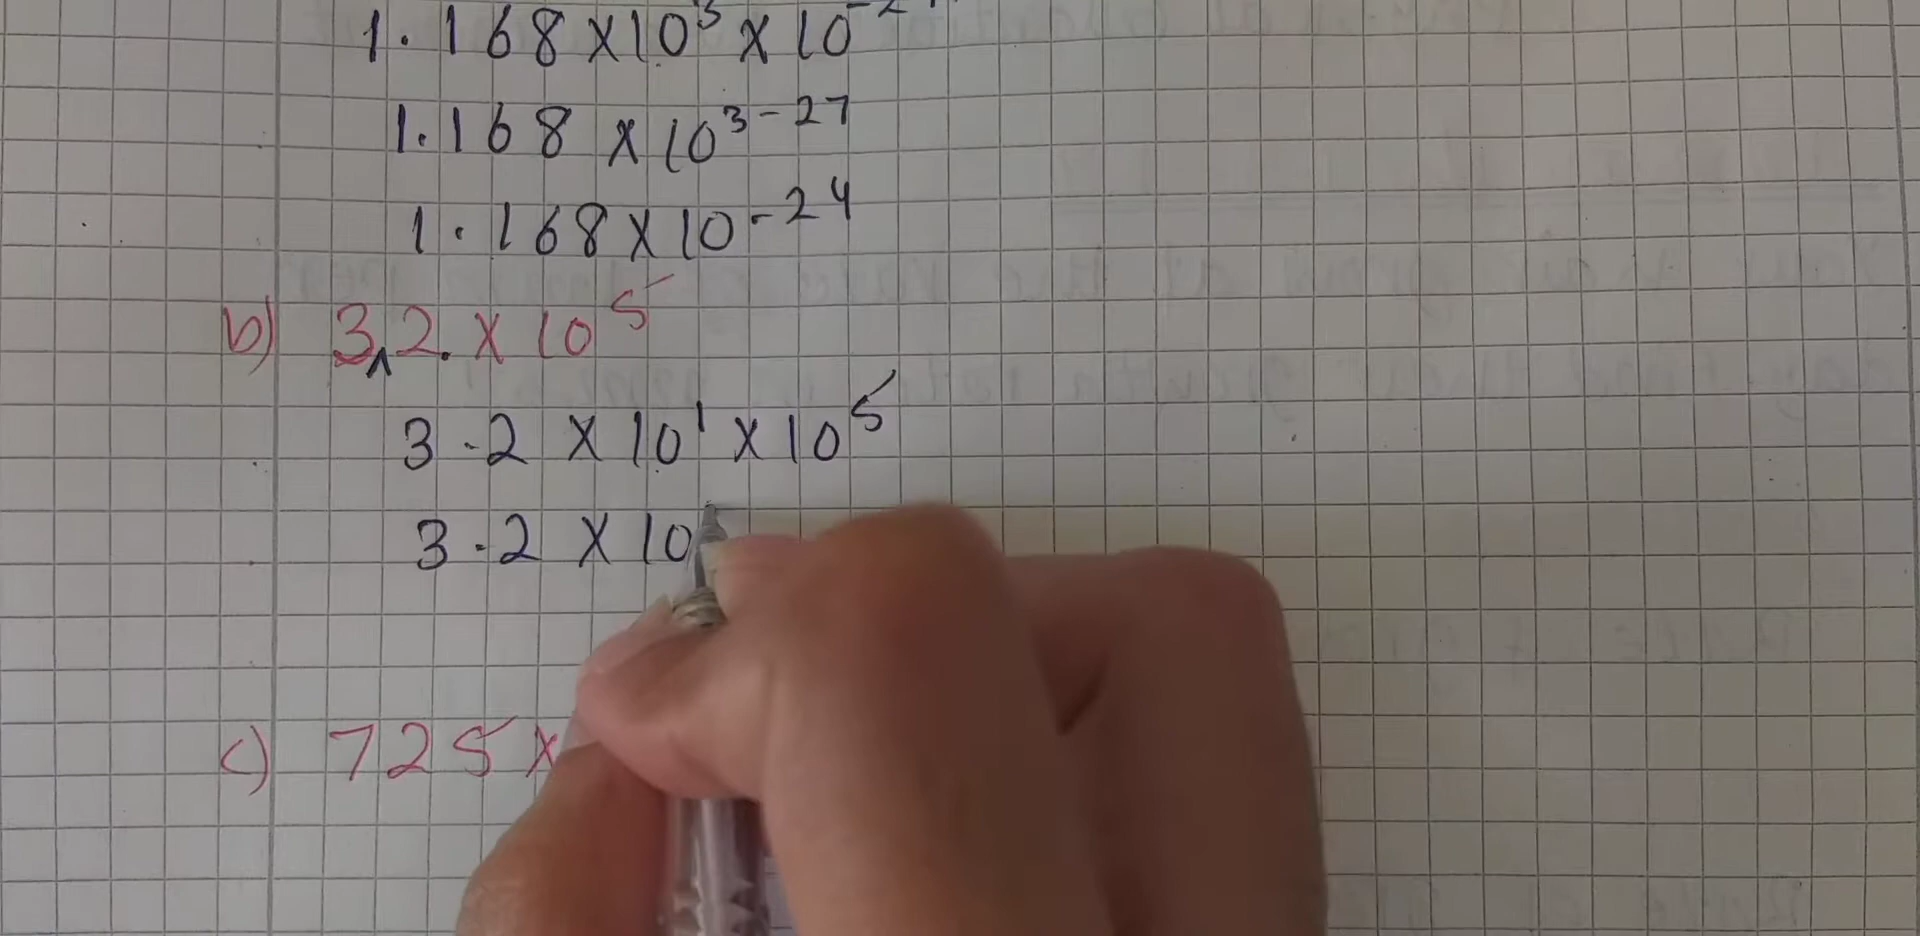 1.168 × 10³ × 10⁻²⁷
1.168 × 10³⁻²⁷
1.168 × 10⁻²⁴
b) 32. × 10⁵
3.2 × 10¹ × 10⁵
3.2 × 10
c) 725 ×